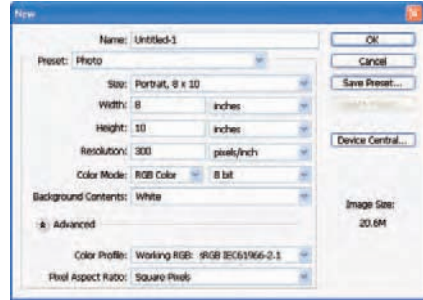 New
Name: Untitled-1 OK
Preset: Photo Cancel
Size: Portrait, 8 x 10 Save Preset...
Width: 8 inches
Height: 10 inches
Resolution: 300 pixels/inch Device Central...
Color Mode: RGB Color 8 bit
Background Contents: White Image Size:
Advanced 20.6M
Color Profile: Working RGB: sRGB IEC61966-2.1
Pixel Aspect Ratio: Square Pixels